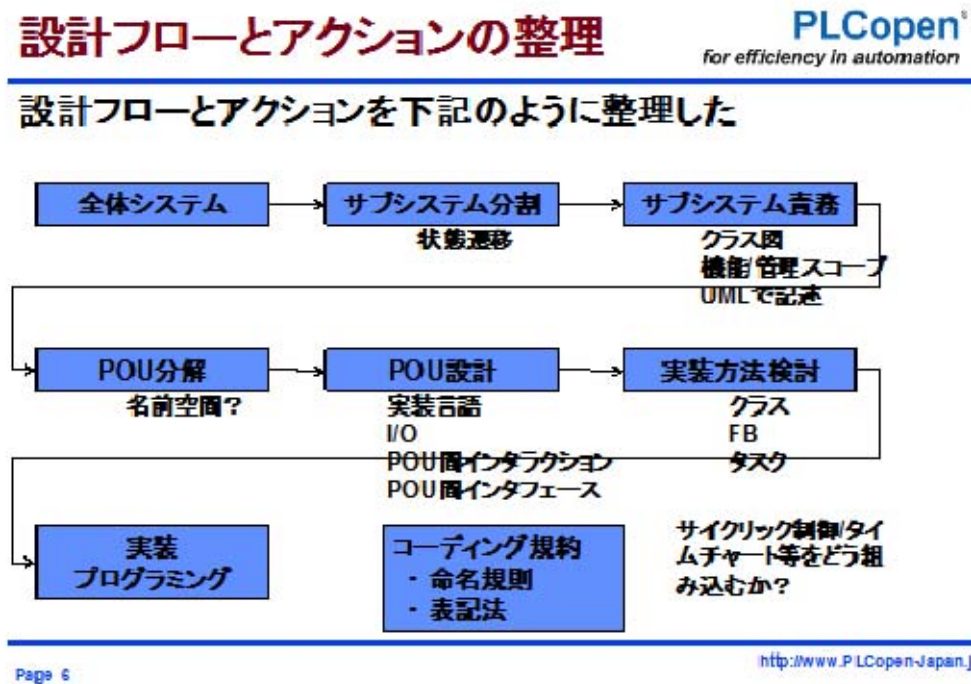 設計フローとアクションの整理
PLCopen®
for efficiency in automation
設計フローとアクションを下記のように整理した
全体システム
サブシステム分割
サブシステム責務
状態遷移
クラス図
機能/管理スコープ
UMLで記述
POU分解
POU設計
実装方法検討
名前空間?
実装言語
I/O
POU間インタラクション
POU間インタフェース
クラス
FB
タスク
実装
プログラミング
コーディング規約
・ 命名規則
・ 表記法
サイクリック制御/タイ
ムチャート等をどう組
み込むか?
Page 6
http://www.PLCopen-Japan.j